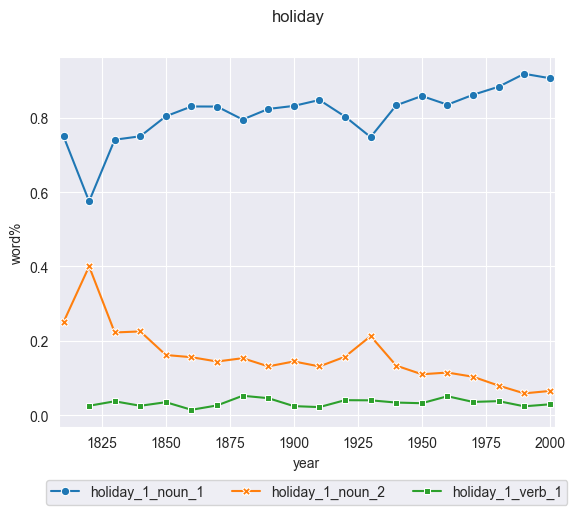 holiday
word%
0.8
0.6
0.4
0.2
0.0
1825 1850 1875 1900 1925 1950 1975 2000
year
holiday_1_noun_1 holiday_1_noun_2 holiday_1_verb_1